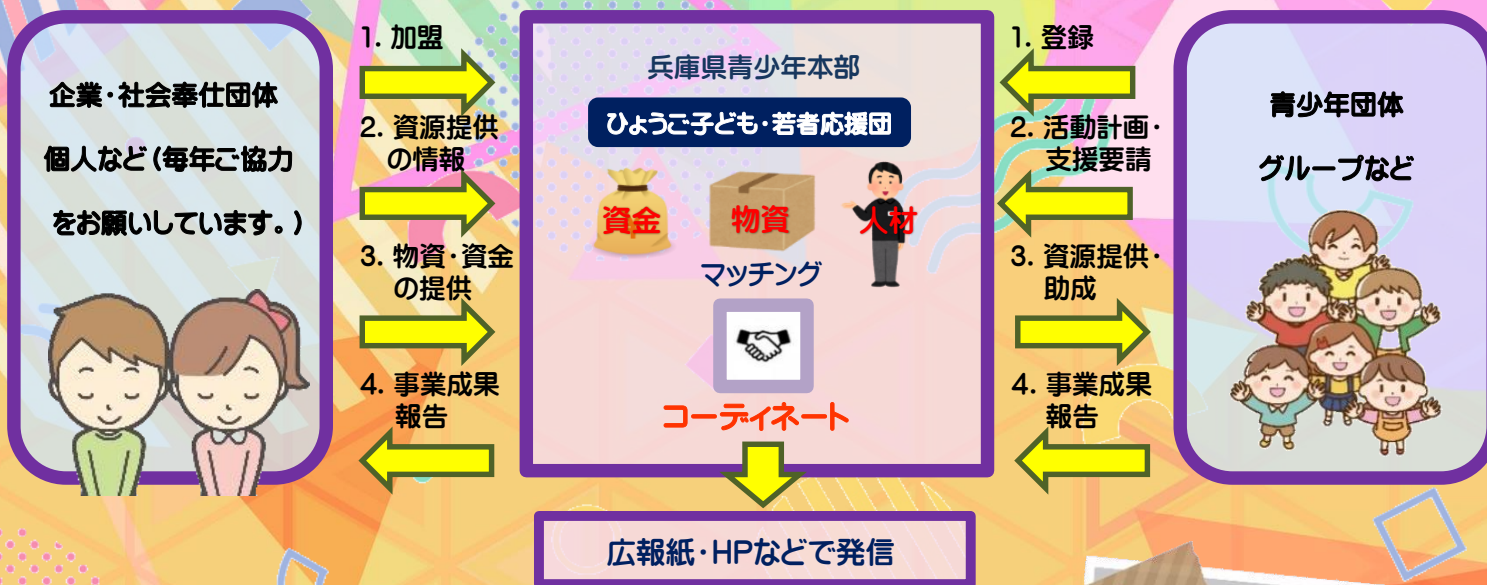 企業・社会奉仕団体
個人など(毎年ご協力
をお願いしています。)
1. 加盟
2. 資源提供
の情報
3. 物資・資金
の提供
4. 事業成果
報告
兵庫県青少年本部
ひょうご子ども・若者応援団
資金
物資
人材
マッチング
コーディネート
広報紙・HPなどで発信
1. 登録
2. 活動計画・
支援要請
3. 資源提供・
助成
4. 事業成果
報告
青少年団体
グループなど